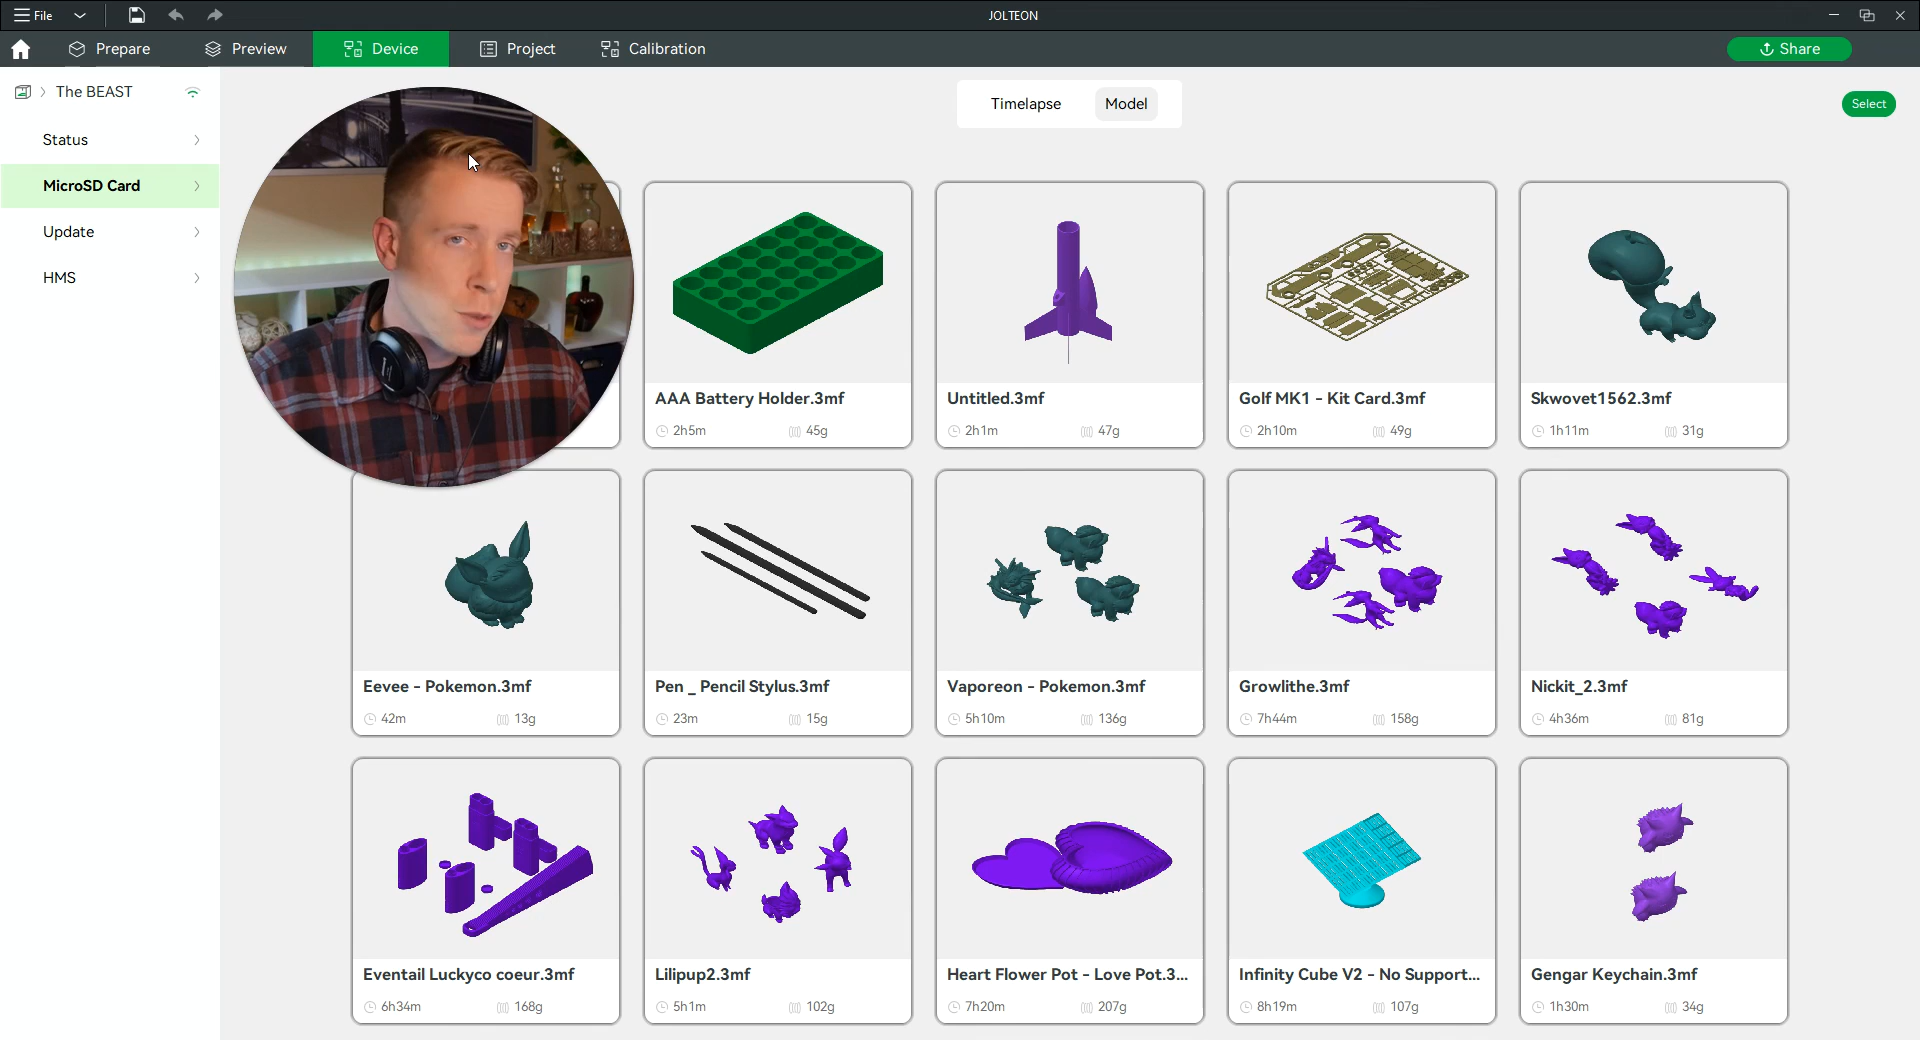 File
JOLTEON
Prepare
Preview
Device
Project
Calibration
Share
The BEAST
Status
MicroSD Card
Update
HMS
Timelapse
Model
Select
AAA Battery Holder.3mf
2h5m
45g
Untitled.3mf
2h1m
47g
Golf MK1 - Kit Card.3mf
2h10m
49g
Skwovet1562.3mf
1h11m
31g
Eevee - Pokemon.3mf
42m
13g
Pen _ Pencil Stylus.3mf
23m
15g
Vaporeon - Pokemon.3mf
5h10m
136g
Growlithe.3mf
7h44m
158g
Nickit_2.3mf
4h36m
81g
Eventail Luckyco coeur.3mf
6h34m
168g
Lilipup2.3mf
5h1m
102g
Heart Flower Pot - Love Pot.3...
7h20m
207g
Infinity Cube V2 - No Support...
8h19m
107g
Gengar Keychain.3mf
1h30m
34g